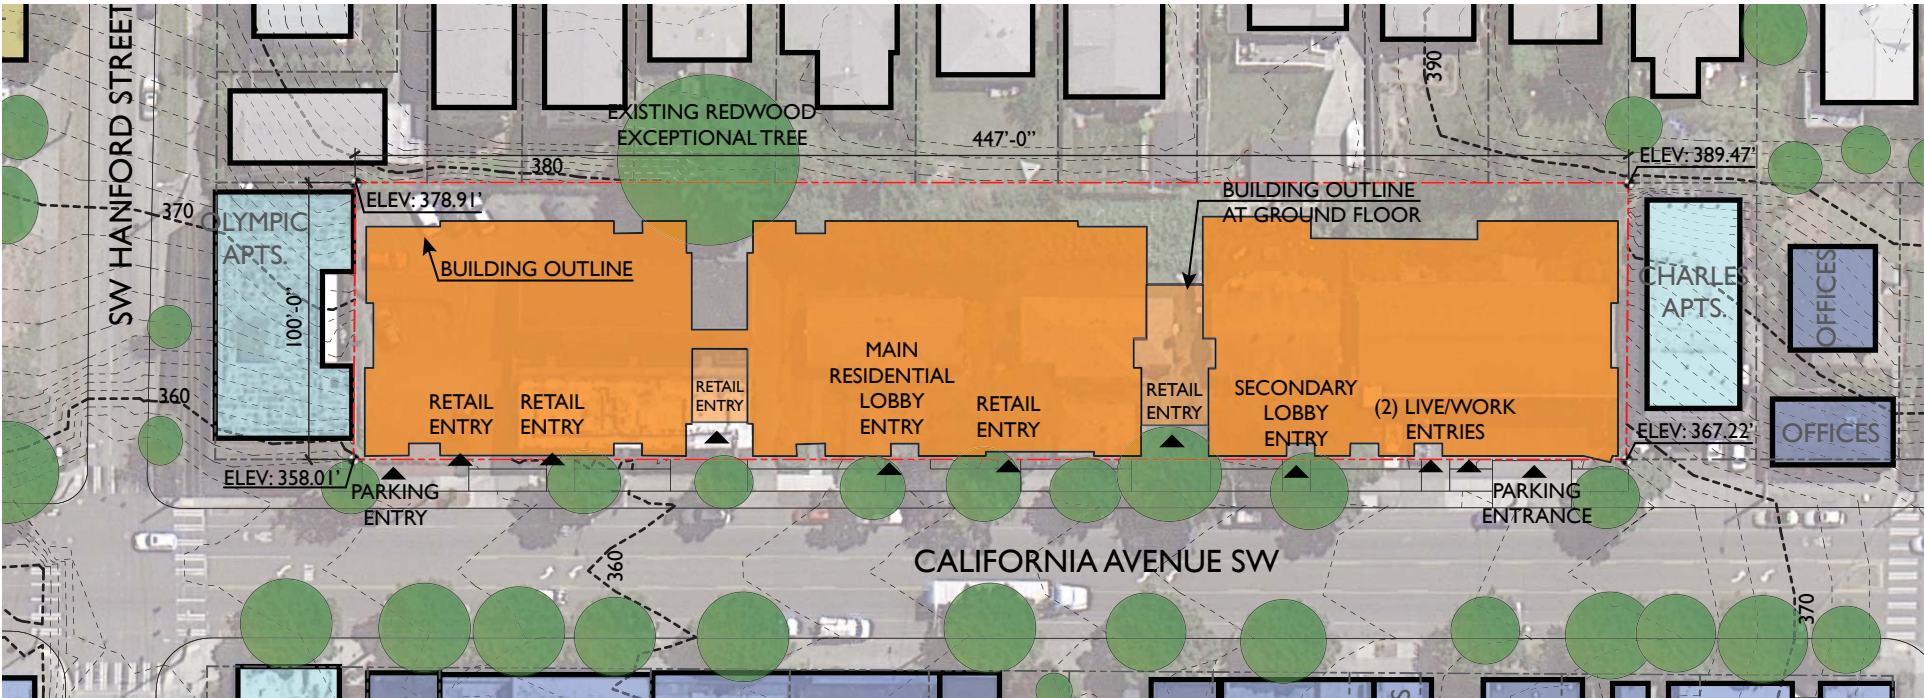 SW HANFORD STREET
EXISTING REDWOOD
EXCEPTIONAL TREE
447'-0"
390
380
ELEV: 389.47'
370
ELEV: 378.91'
BUILDING OUTLINE
AT GROUND FLOOR
OLYMPIC
APTS.
BUILDING OUTLINE
100'-0"
CHARLES
APTS.
OFFICES
MAIN
RESIDENTIAL
LOBBY
ENTRY
RETAIL
ENTRY
RETAIL
ENTRY
RETAIL
ENTRY
RETAIL
ENTRY
RETAIL
ENTRY
SECONDARY
LOBBY
ENTRY
(2) LIVE/WORK
ENTRIES
360
ELEV: 367.22'
OFFICES
ELEV: 358.01'
PARKING
ENTRY
PARKING
ENTRANCE
360
CALIFORNIA AVENUE SW
370